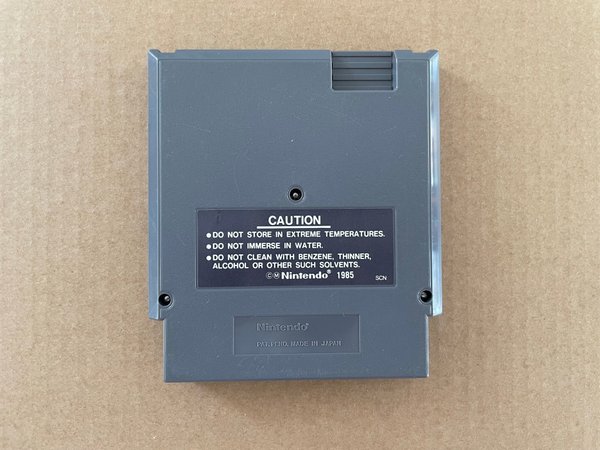 CAUTION
● DO NOT STORE IN EXTREME TEMPERATURES.
● DO NOT IMMERSE IN WATER.
● DO NOT CLEAN WITH BENZENE, THINNER,
ALCOHOL OR OTHER SUCH SOLVENTS.
©Ⓜ Nintendo® 1985 SCN
Nintendo®
PAT. PEND. MADE IN JAPAN